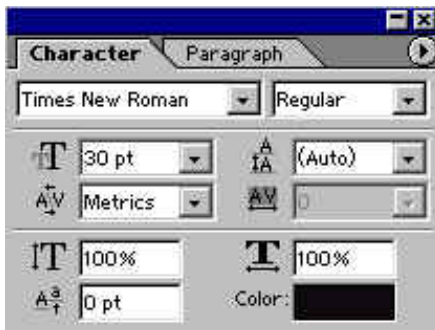 Character Paragraph
Times New Roman Regular
30 pt (Auto)
Metrics 0
100% 100%
0 pt Color: